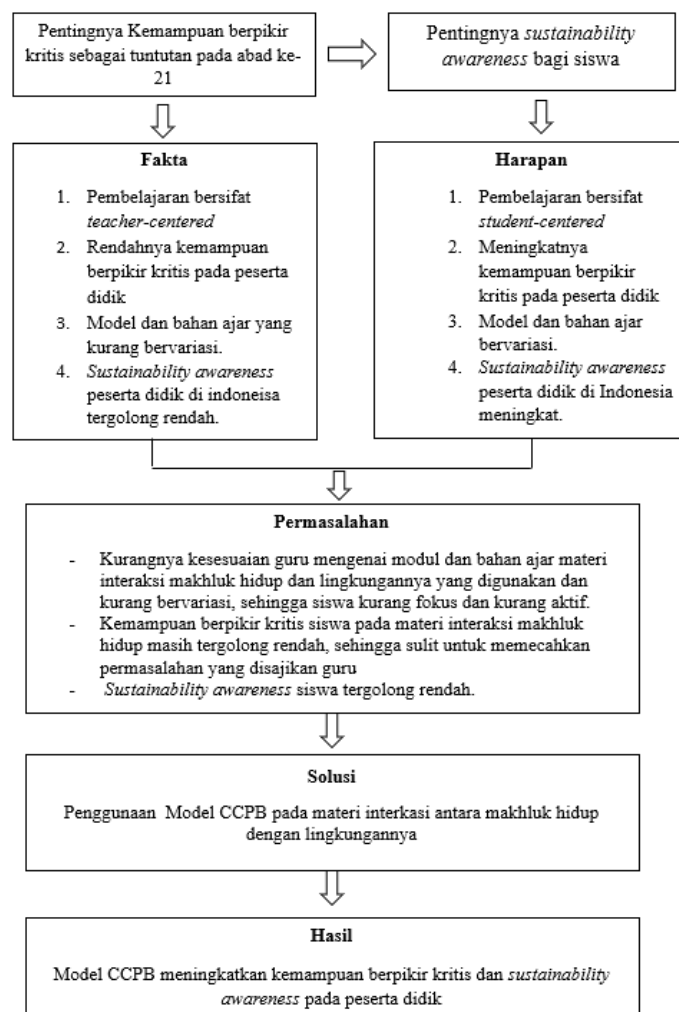 Pentingnya Kemampuan berpikir
kritis sebagai tuntutan pada abad ke-
21
Pentingnya sustainability
awareness bagi siswa
Fakta
1. Pembelajaran bersifat
teacher-centered
2. Rendahnya kemampuan
berpikir kritis pada peserta
didik
3. Model dan bahan ajar yang
kurang bervariasi.
4. Sustainability awareness
peserta didik di indoneisa
tergolong rendah.
Harapan
1. Pembelajaran bersifat
student-centered
2. Meningkatnya
kemampuan berpikir
kritis pada peserta didik
3. Model dan bahan ajar
bervariasi.
4. Sustainability awareness
peserta didik di Indonesia
meningkat.
Permasalahan
- Kurangnya kesesuaian guru mengenai modul dan bahan ajar materi
interaksi makhluk hidup dan lingkungannya yang digunakan dan
kurang bervariasi, sehingga siswa kurang fokus dan kurang aktif.
- Kemampuan berpikir kritis siswa pada materi interaksi makhluk
hidup masih tergolong rendah, sehingga sulit untuk memecahkan
permasalahan yang disajikan guru
- Sustainability awareness siswa tergolong rendah.
Solusi
Penggunaan Model CCPB pada materi interkasi antara makhluk hidup
dengan lingkungannya
Hasil
Model CCPB meningkatkan kemampuan berpikir kritis dan sustainability
awareness pada peserta didik